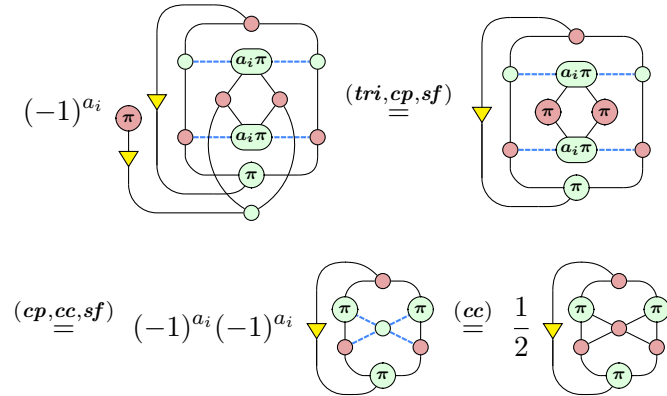 a_iπ
(-1)^{a_i} π a_iπ π
(tri,cp,sf)
=
a_iπ
π π
a_iπ
π
(cp,cc,sf)
= (-1)^{a_i}(-1)^{a_i} π π π
(cc)
= 1/2 π π π